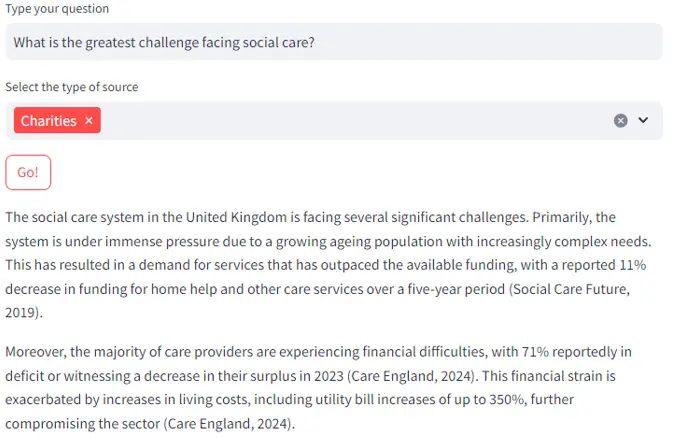 Type your question
What is the greatest challenge facing social care?
Select the type of source
Charities ×
Go!
The social care system in the United Kingdom is facing several significant challenges. Primarily, the
system is under immense pressure due to a growing ageing population with increasingly complex needs.
This has resulted in a demand for services that has outpaced the available funding, with a reported 11%
decrease in funding for home help and other care services over a five-year period (Social Care Future,
2019).
Moreover, the majority of care providers are experiencing financial difficulties, with 71% reportedly in
deficit or witnessing a decrease in their surplus in 2023 (Care England, 2024). This financial strain is
exacerbated by increases in living costs, including utility bill increases of up to 350%, further
compromising the sector (Care England, 2024).